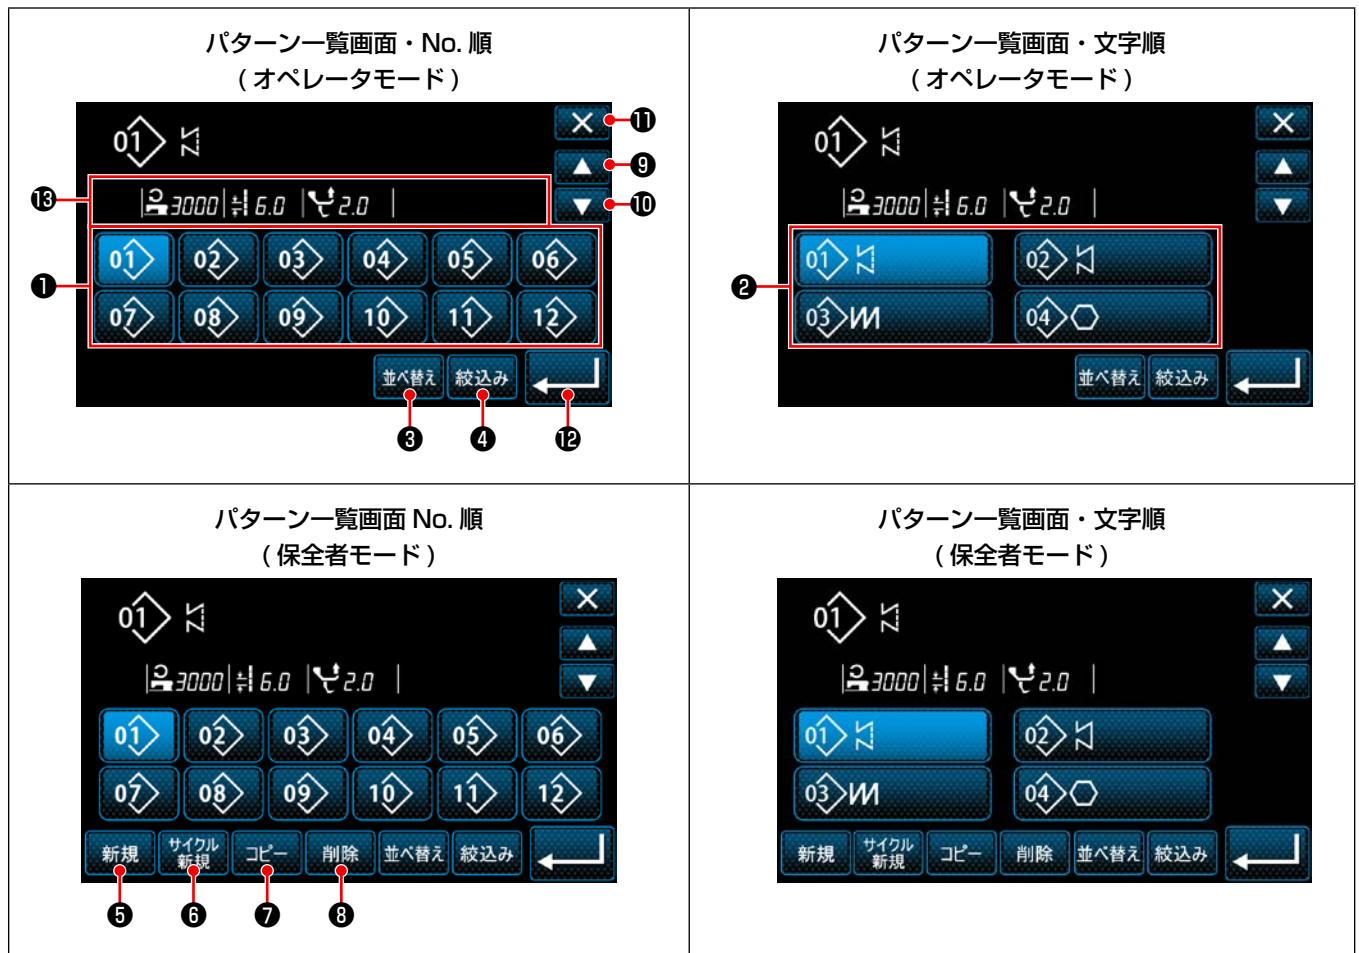 パターン一覧画面・No. 順
( オペレータモード )
01
⓫
❾
⓭
3000 6.0 2.0
❿
❶
01 02 03 04 05 06
07 08 09 10 11 12
並べ替え 絞込み
❸ ❹ ⓬
パターン一覧画面・文字順
( オペレータモード )
01
3000 6.0 2.0
❷
01 02
03 04
並べ替え 絞込み
パターン一覧画面 No. 順
( 保全者モード )
01
3000 6.0 2.0
01 02 03 04 05 06
07 08 09 10 11 12
新規 サイクル新規 コピー 削除 並べ替え 絞込み
❺ ❻ ❼ ❽
パターン一覧画面・文字順
( 保全者モード )
01
3000 6.0 2.0
01 02
03 04
新規 サイクル新規 コピー 削除 並べ替え 絞込み